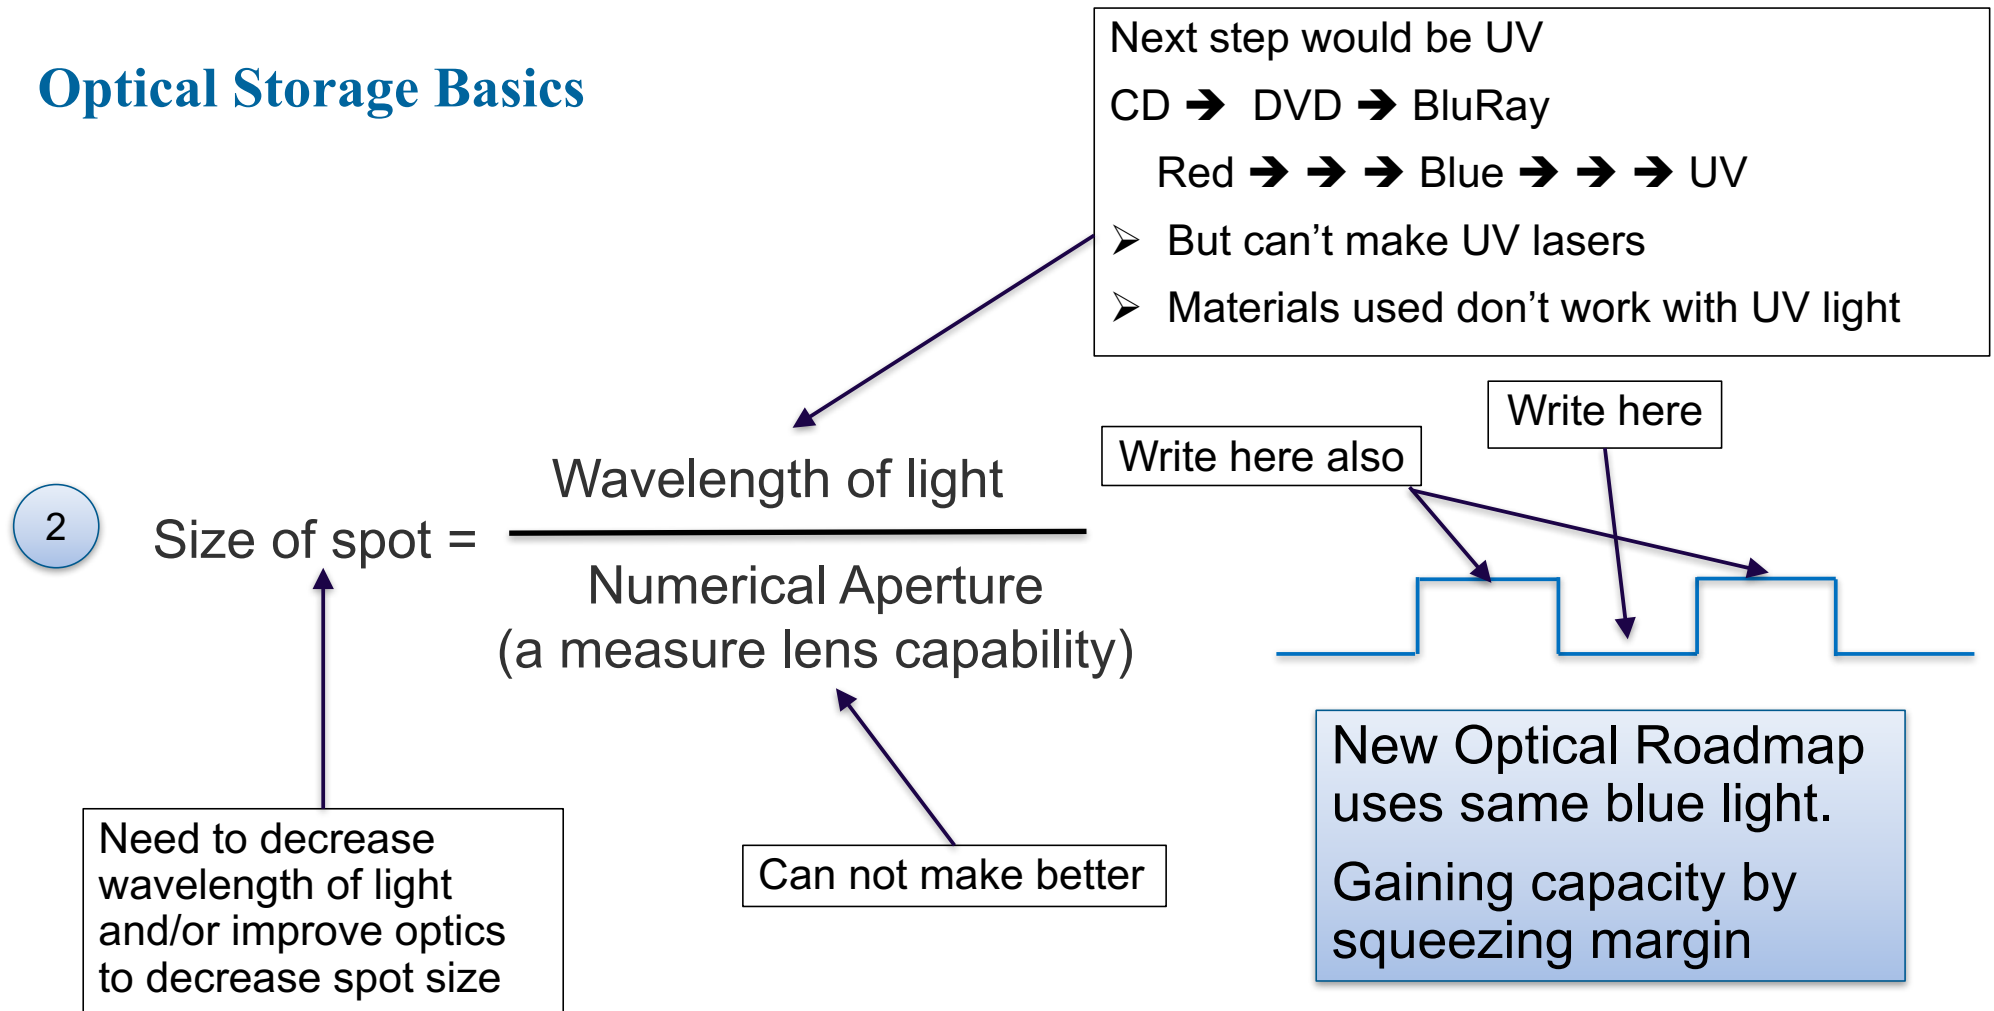 Optical Storage Basics
Next step would be UV
CD ➔ DVD ➔ BluRay
Red ➔ ➔ ➔ Blue ➔ ➔ ➔ UV
➢ But can’t make UV lasers
➢ Materials used don’t work with UV light
Write here
Write here also
2
Size of spot =
Wavelength of light
Numerical Aperture
(a measure lens capability)
Need to decrease
wavelength of light
and/or improve optics
to decrease spot size
Can not make better
New Optical Roadmap
uses same blue light.
Gaining capacity by
squeezing margin